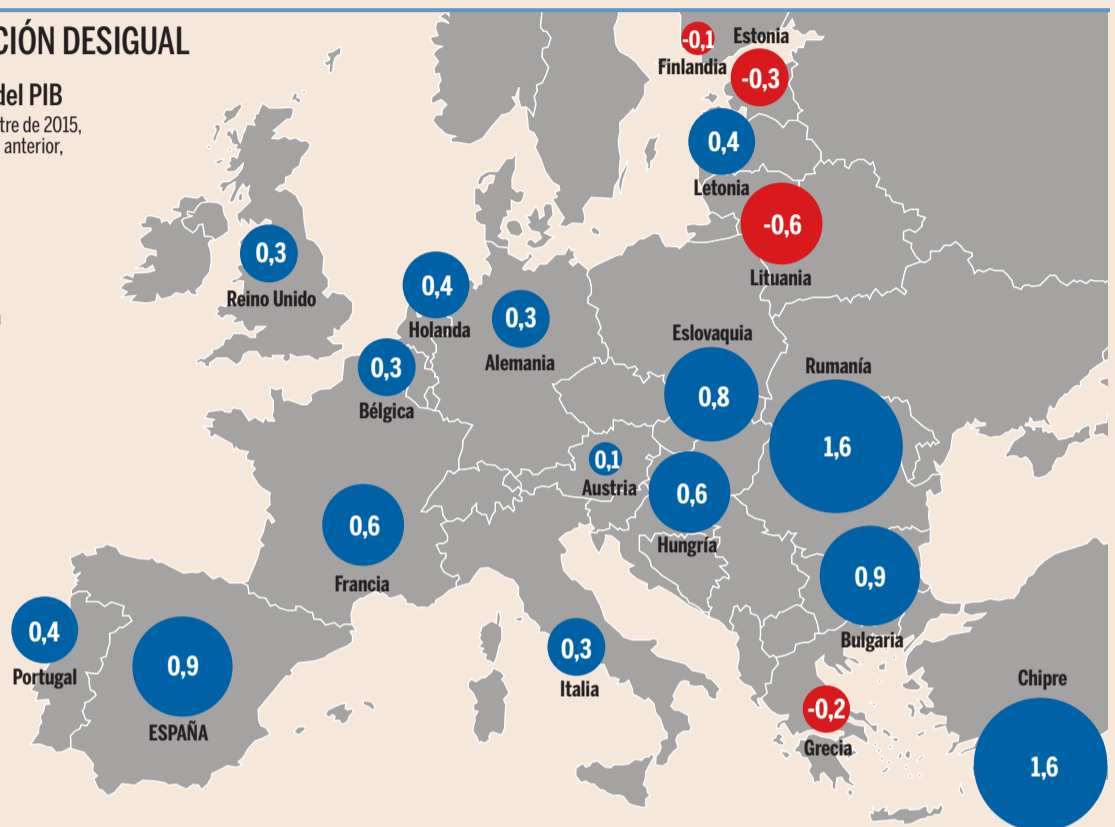 CIÓN DESIGUAL
del PIB
tre de 2015,
anterior,
-0,1
Finlandia
Estonia
-0,3
0,4
Letonia
-0,6
Lituania
0,3
Reino Unido
0,4
Holanda
0,3
Alemania
0,3
Bélgica
Eslovaquia
0,8
Rumanía
1,6
0,1
Austria
0,6
Hungría
0,6
Francia
0,9
Bulgaria
0,4
Portugal
0,9
ESPAÑA
0,3
Italia
-0,2
Grecia
Chipre
1,6